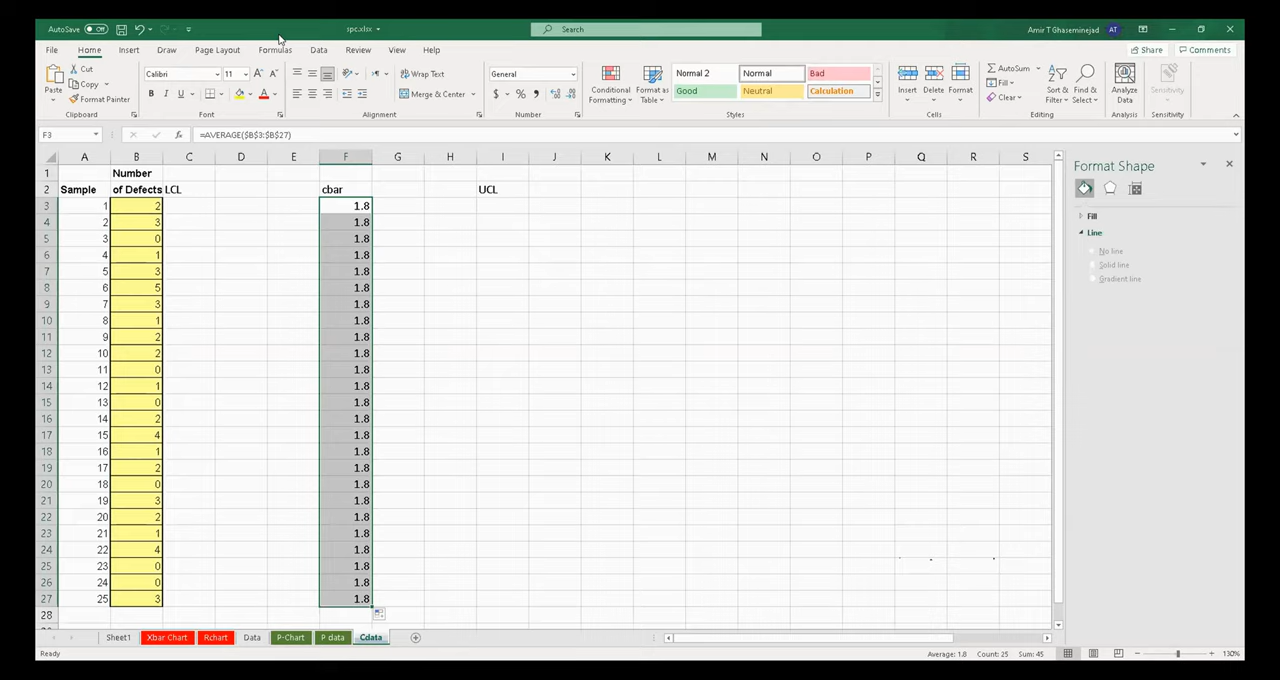 AutoSave Off spc.xlsx Search Amir T Ghaseminejad AT
File Home Insert Draw Page Layout Formulas Data Review View Help Share Comments
Paste Cut Copy Format Painter Clipboard
Calibri 11 B I U A Font
Wrap Text Merge & Center Alignment
General $ % Number
Conditional Formatting Format as Table Normal 2 Normal Bad Good Neutral Calculation Styles
Insert Delete Format Cells
AutoSum Fill Clear Sort & Filter Find & Select Editing
Analyze Data Analysis
Sensitivity Sensitivity
F3 fx =AVERAGE($B$3:$B$27)
A B C D E F G H I J K L M N O P Q R S
1 Number
2 Sample of Defects LCL cbar UCL
3 1 2 1.8
4 2 3 1.8
5 3 0 1.8
6 4 1 1.8
7 5 3 1.8
8 6 5 1.8
9 7 3 1.8
10 8 1 1.8
11 9 2 1.8
12 10 2 1.8
13 11 0 1.8
14 12 1 1.8
15 13 0 1.8
16 14 2 1.8
17 15 4 1.8
18 16 1 1.8
19 17 2 1.8
20 18 0 1.8
21 19 3 1.8
22 20 2 1.8
23 21 1 1.8
24 22 4 1.8
25 23 0 1.8
26 24 0 1.8
27 25 3 1.8
28
Format Shape
Fill
Line
No line
Solid line
Gradient line
Sheet1 Xbar Chart Rchart Data P-Chart P data Cdata
Ready Average: 1.8 Count: 25 Sum: 45 130%